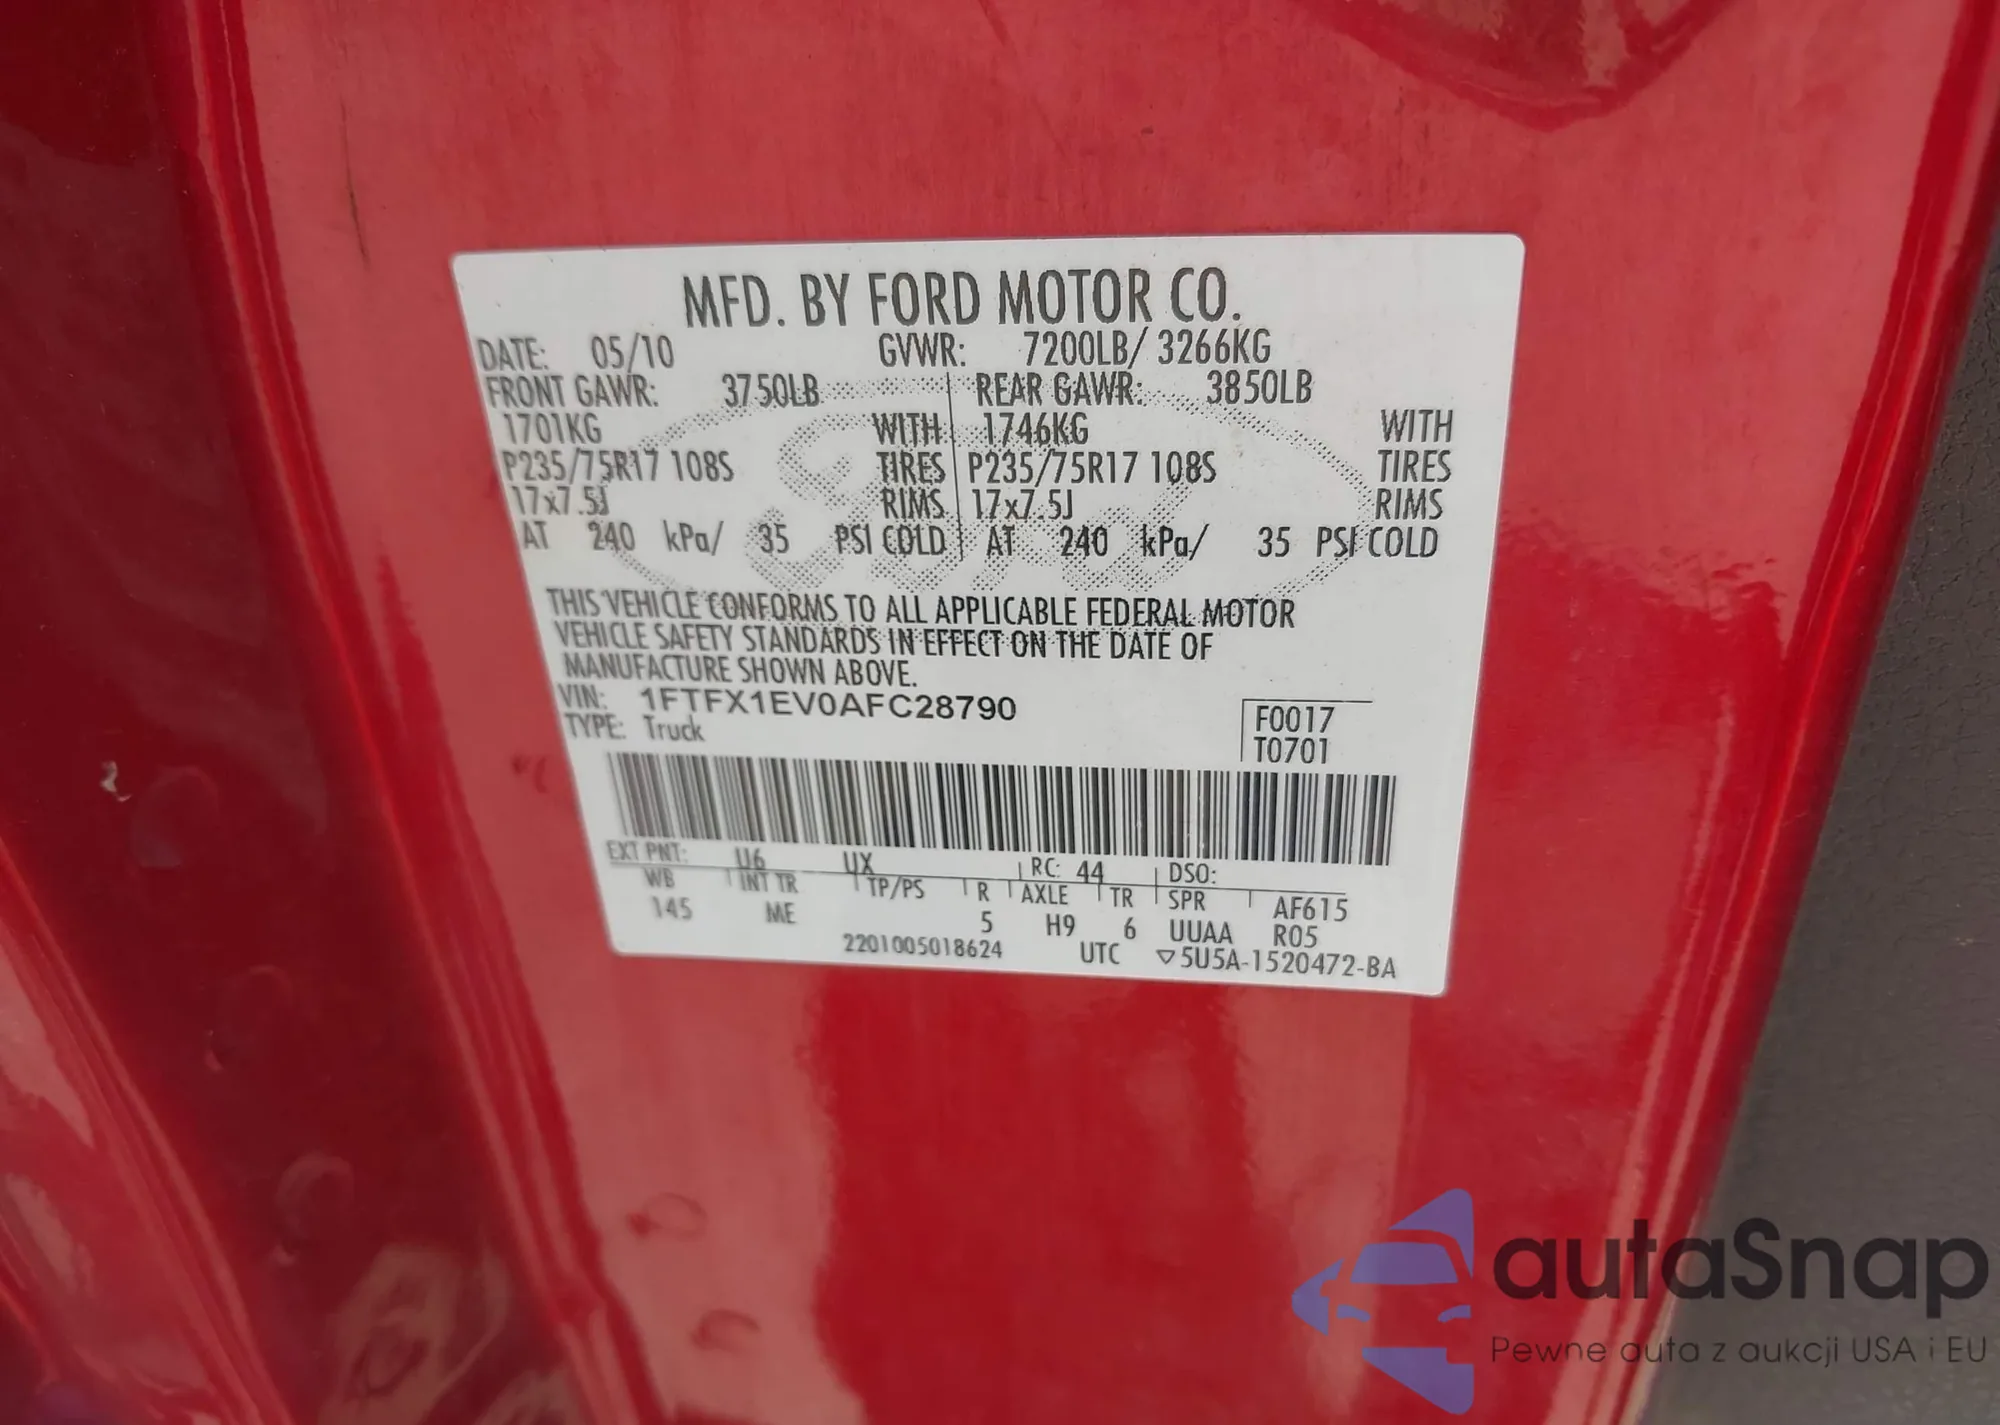 MFD. BY FORD MOTOR CO.
DATE: 05/10 GVWR: 7200LB/ 3266KG
FRONT GAWR: 3750LB REAR GAWR: 3850LB
1701KG WITH 1746KG WITH
P235/75R17 108S TIRES P235/75R17 108S TIRES
17x7.5J RIMS 17x7.5J RIMS
AT 240 kPa/ 35 PSI COLD AT 240 kPa/ 35 PSI COLD
THIS VEHICLE CONFORMS TO ALL APPLICABLE FEDERAL MOTOR
VEHICLE SAFETY STANDARDS IN EFFECT ON THE DATE OF
MANUFACTURE SHOWN ABOVE.
VIN: 1FTFX1EV0AFC28790
TYPE: Truck
F0017
T0701
EXT PNT: U6 UX RC: 44 DSO:
WB INT TR TP/PS R AXLE TR SPR AF615
145 ME 5 H9 6 UUAA R05
2201005018624 UTC ▽5U5A-1520472-BA
autaSnap
Pewne auta z aukcji USA i EU